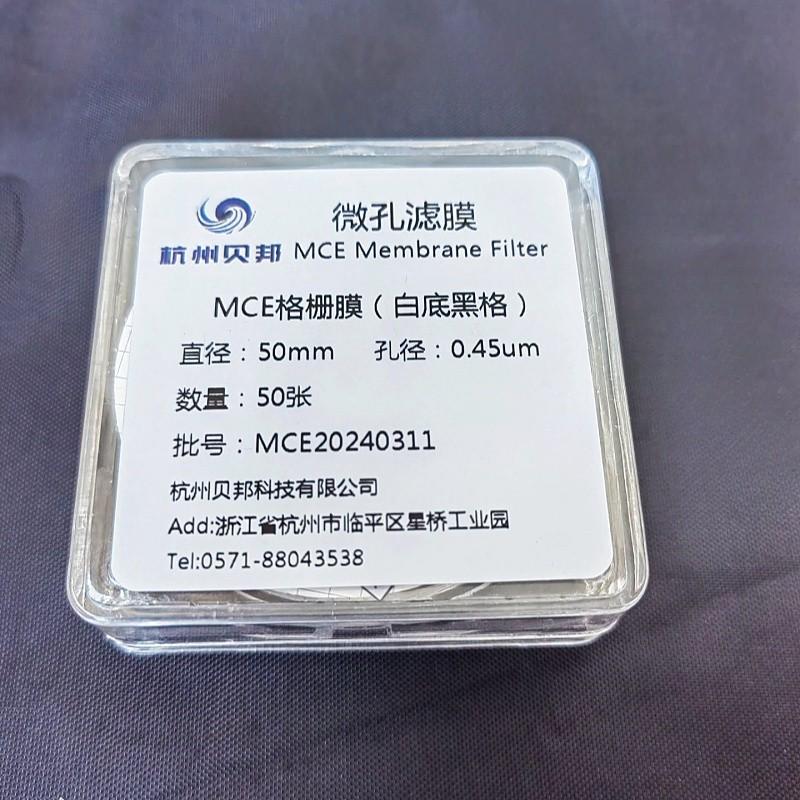 微孔滤膜
杭州贝邦 MCE Membrane Filter
MCE格栅膜（白底黑格）
直径：50mm 孔径：0.45um
数量：50张
批号：MCE20240311
杭州贝邦科技有限公司
Add:浙江省杭州市临平区星桥工业园
Tel:0571-88043538